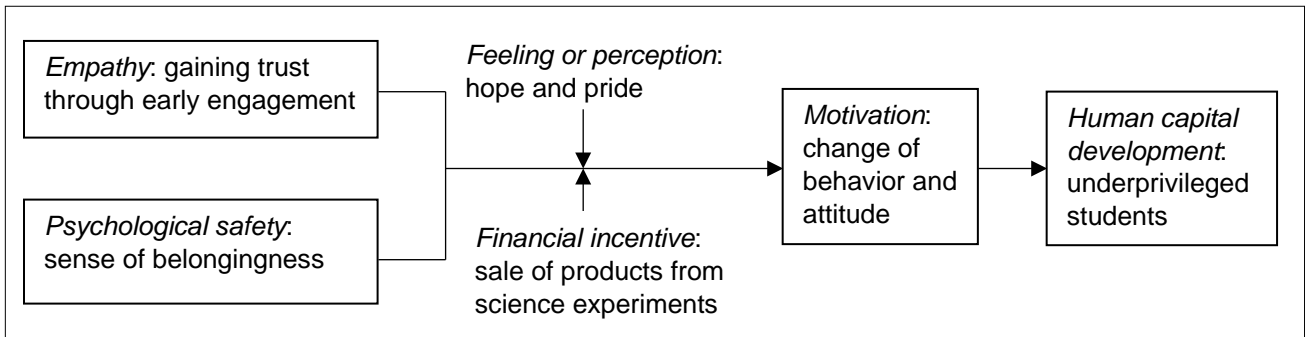 Empathy: gaining trust
through early engagement
Psychological safety:
sense of belongingness
Feeling or perception:
hope and pride
Financial incentive:
sale of products from
science experiments
Motivation:
change of
behavior and
attitude
Human capital
development:
underprivileged
students